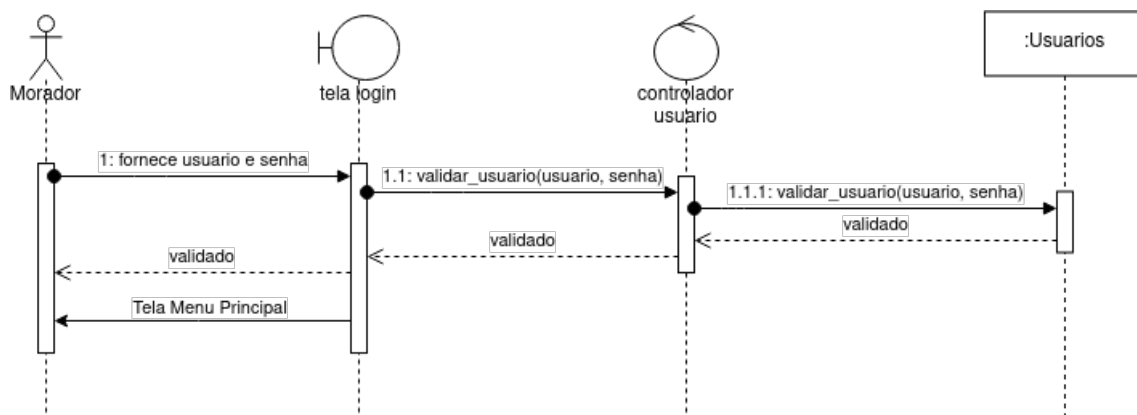 :Usuarios
Morador
tela login
controlador
usuario
1: fornece usuario e senha
1.1: validar_usuario(usuario, senha)
1.1.1: validar_usuario(usuario, senha)
validado
validado
validado
Tela Menu Principal